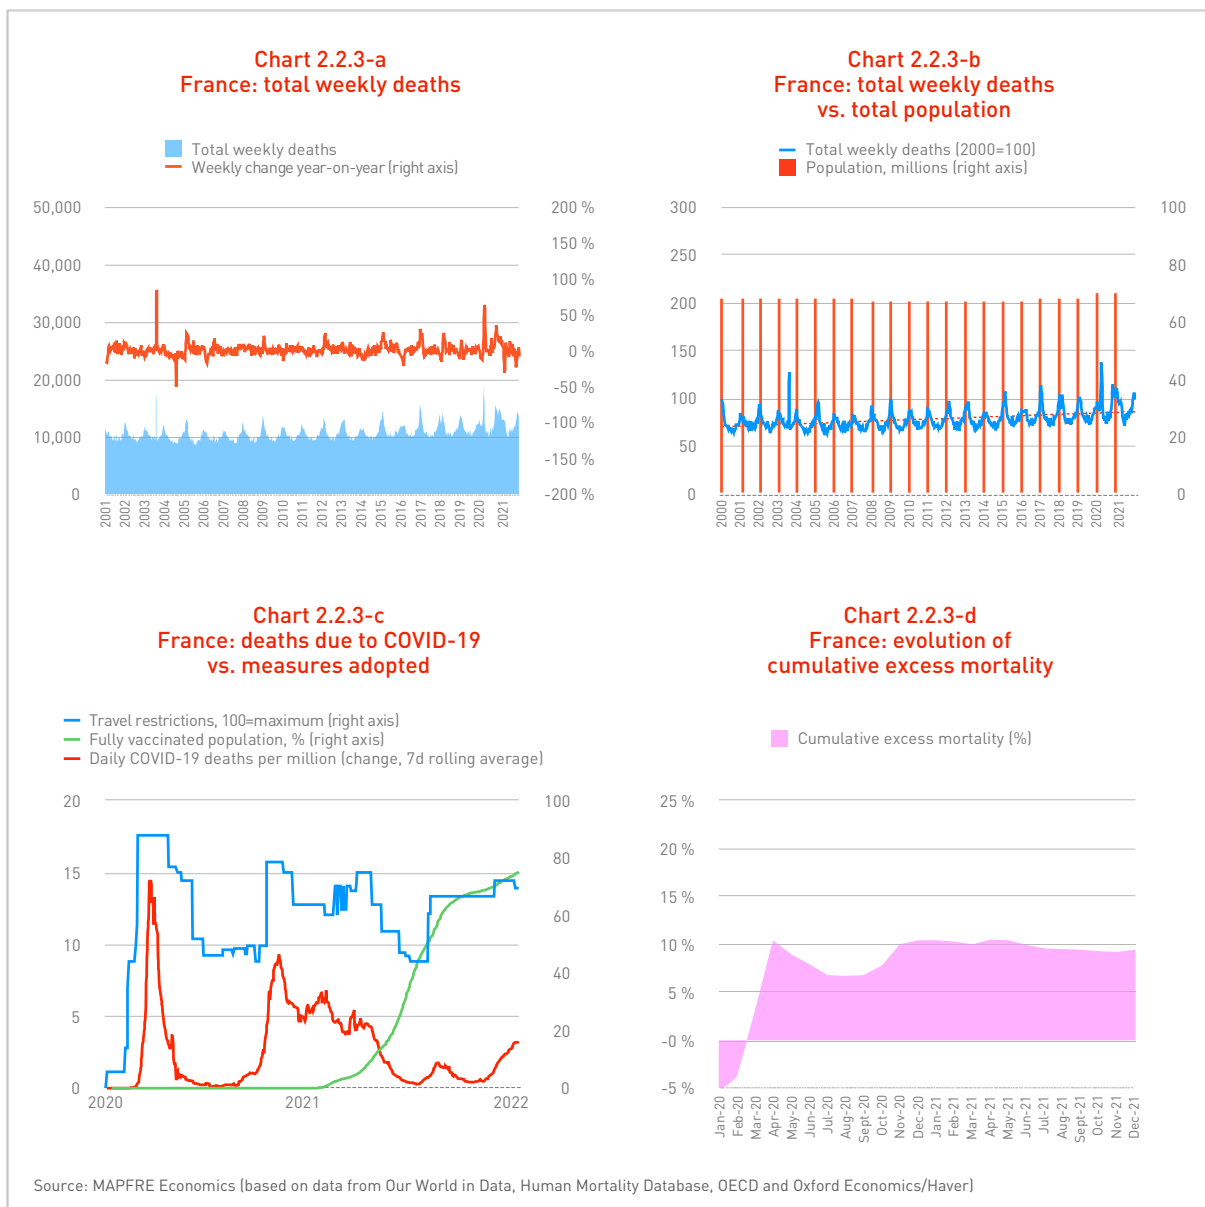 Chart 2.2.3-a
France: total weekly deaths
Total weekly deaths
Weekly change year-on-year (right axis)
50,000
40,000
30,000
20,000
10,000
0
200 %
150 %
100 %
50 %
0 %
-50 %
-100 %
-150 %
-200 %
2001
2002
2003
2004
2005
2006
2007
2008
2009
2010
2011
2012
2013
2014
2015
2016
2017
2018
2019
2020
2021
Chart 2.2.3-b
France: total weekly deaths
vs. total population
Total weekly deaths (2000=100)
Population, millions (right axis)
300
250
200
150
100
50
0
100
80
60
40
20
0
2000
2001
2002
2003
2004
2005
2006
2007
2008
2009
2010
2011
2012
2013
2014
2015
2016
2017
2018
2019
2020
2021
Chart 2.2.3-c
France: deaths due to COVID-19
vs. measures adopted
Travel restrictions, 100=maximum (right axis)
Fully vaccinated population, % (right axis)
Daily COVID-19 deaths per million (change, 7d rolling average)
20
15
10
5
0
100
80
60
40
20
0
2020
2021
2022
Chart 2.2.3-d
France: evolution of
cumulative excess mortality
Cumulative excess mortality (%)
25 %
20 %
15 %
10 %
5 %
-0 %
-5 %
Jan-20
Feb-20
Mar-20
Apr-20
May-20
Jun-20
Jul-20
Aug-20
Sept-20
Oct-20
Nov-20
Dec-20
Jan-21
Feb-21
Mar-21
Apr-21
May-21
Jun-21
Jul-21
Aug-21
Sept-21
Oct-21
Nov-21
Dec-21
Source: MAPFRE Economics (based on data from Our World in Data, Human Mortality Database, OECD and Oxford Economics/Haver)